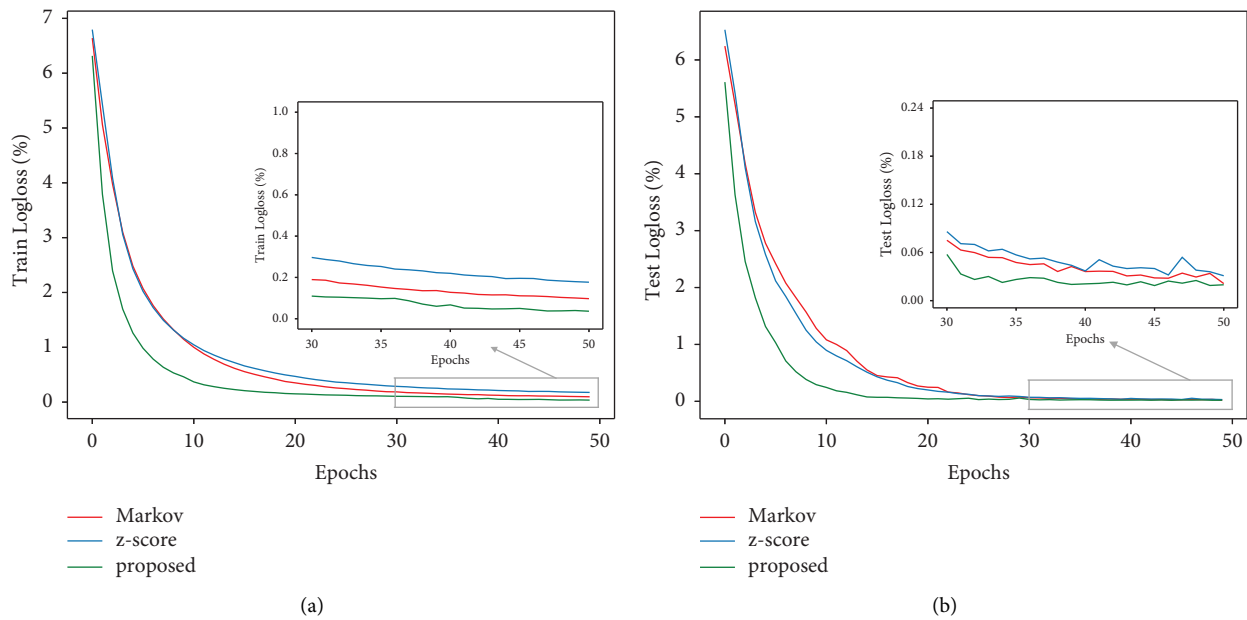 7
6
5
4
3
2
1
0
Train Logloss (%)
0 10 20 30 40 50
Epochs
1.0
0.8
0.6
0.4
0.2
0.0
Train Logloss (%)
30 35 40 45 50
Epochs
Markov
z-score
proposed
(a)
6
5
4
3
2
1
0
Test Logloss (%)
0 10 20 30 40 50
Epochs
0.24
0.18
0.12
0.06
0.00
Test Logloss (%)
30 35 40 45 50
Epochs
Markov
z-score
proposed
(b)